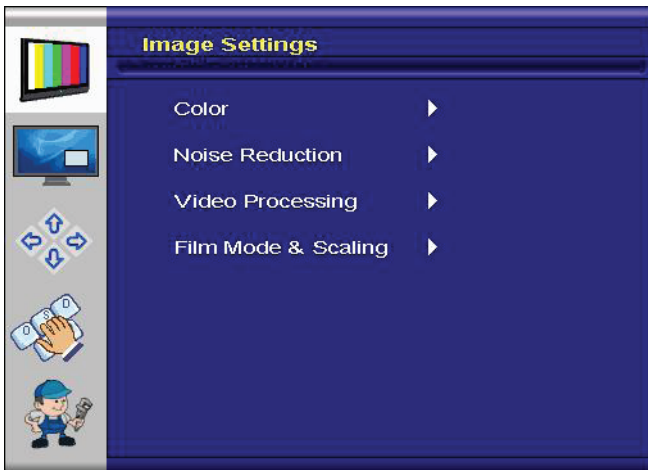 Image Settings
Color
Noise Reduction
Video Processing
Film Mode & Scaling
O S D